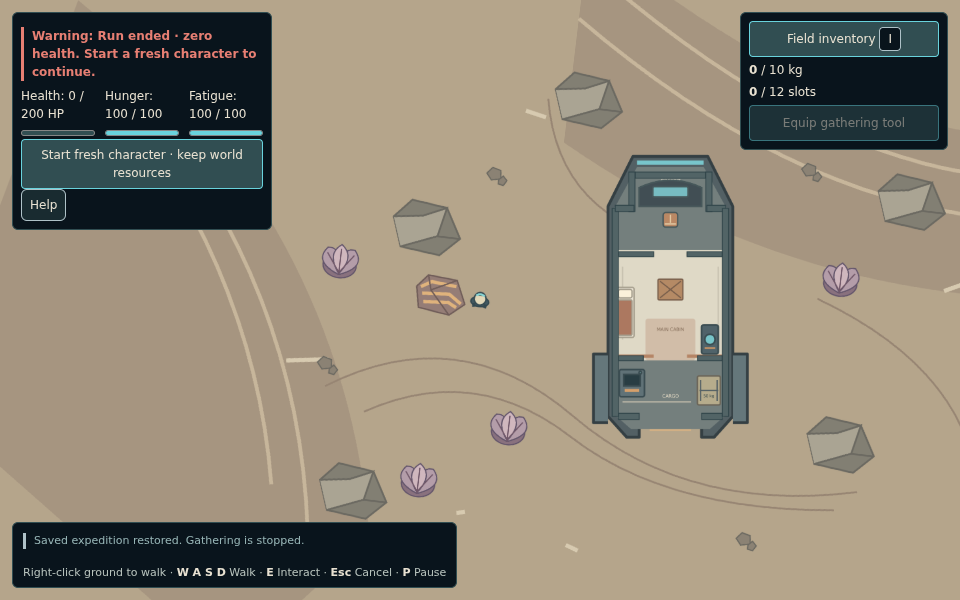 Warning: Run ended · zero
health. Start a fresh character to
continue.
Health: 0 /
200 HP
Hunger:
100 / 100
Fatigue:
100 / 100
Start fresh character · keep world
resources
Help
Field inventory I
0 / 10 kg
0 / 12 slots
Equip gathering tool
MAIN CABIN
CARGO
Saved expedition restored. Gathering is stopped.
Right-click ground to walk · W A S D Walk · E Interact · Esc Cancel · P Pause